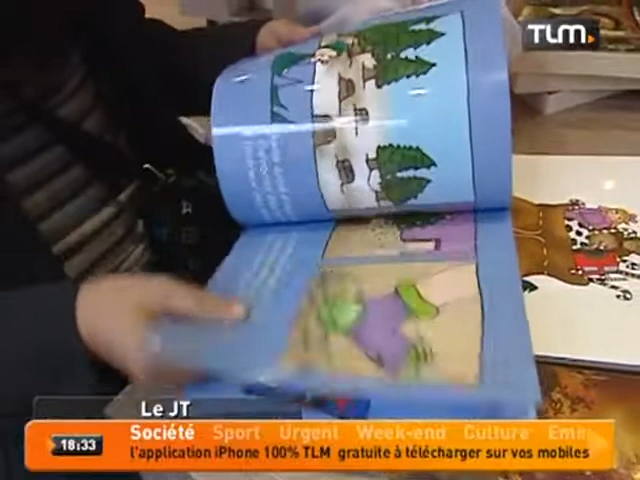 TLM.
Le JT
18:33
Société Sport Urgent Week-end Culture
l'application iPhone 100% TLM gratuite à télécharger sur vos mobiles